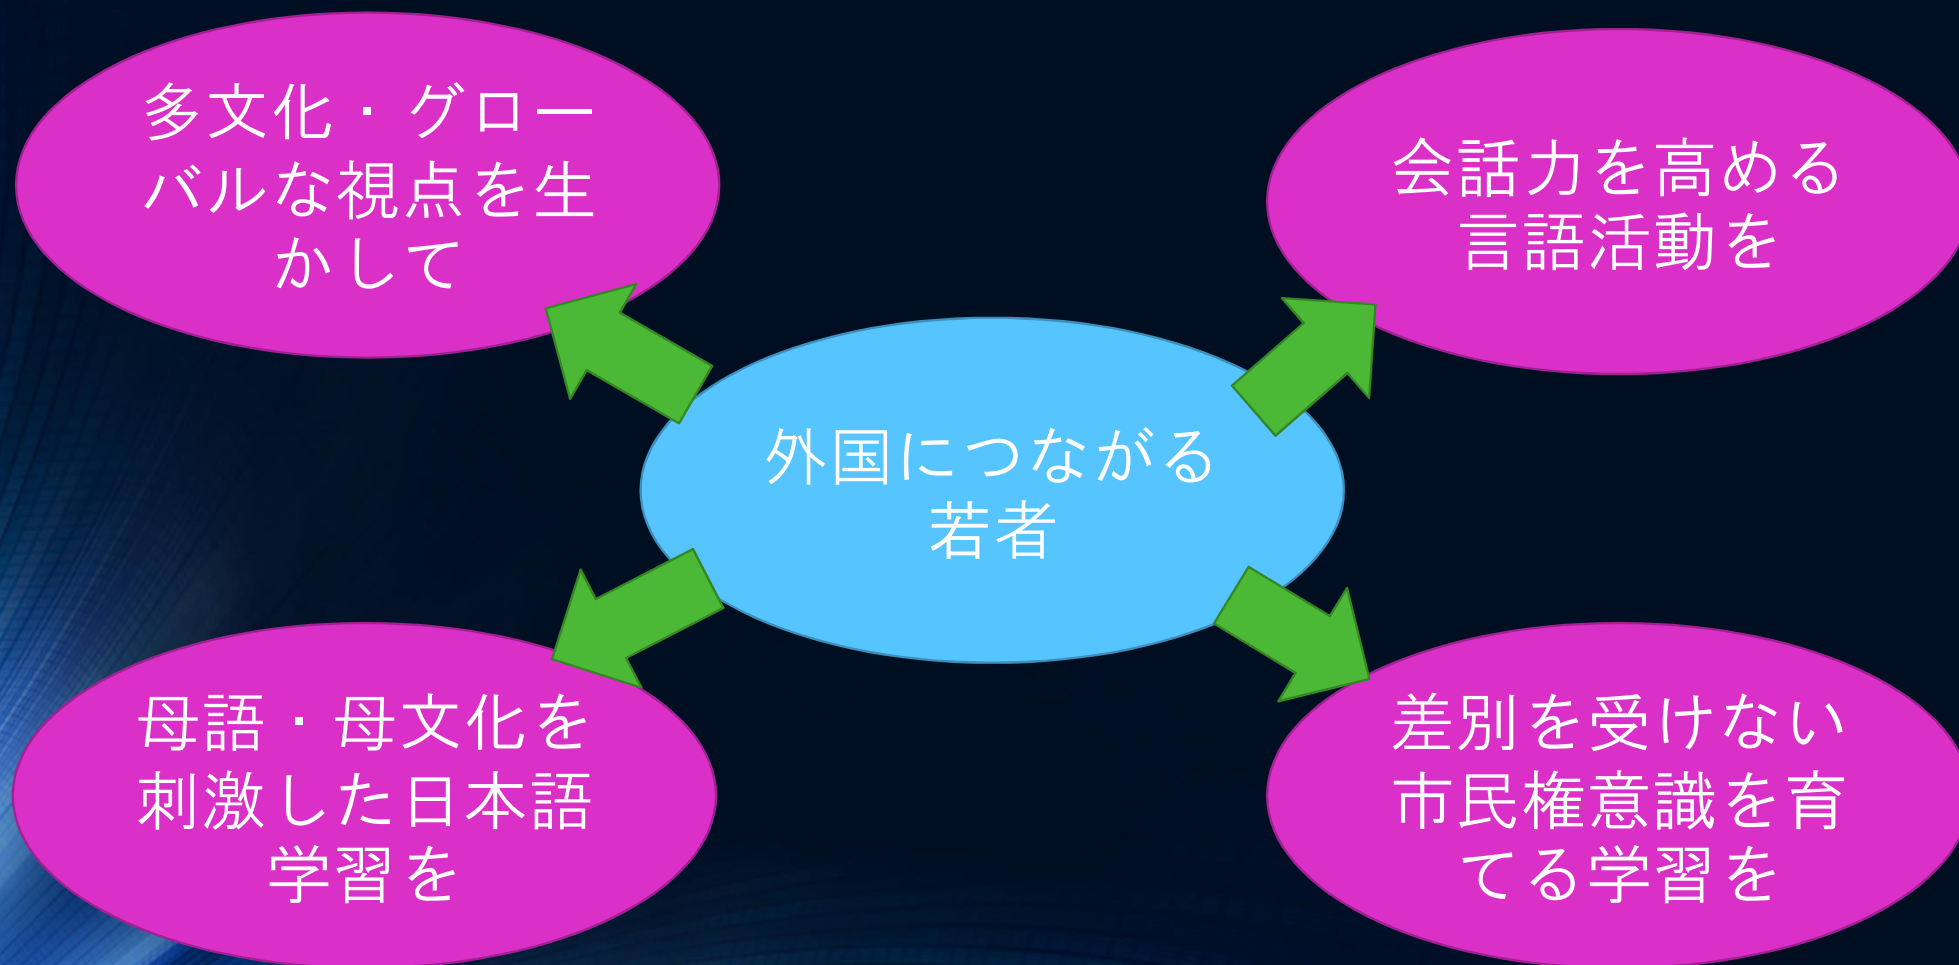 多文化・グロー
バルな視点を生
かして
会話力を高める
言語活動を
外国につながる
若者
母語・母文化を
刺激した日本語
学習を
差別を受けない
市民権意識を育
てる学習を